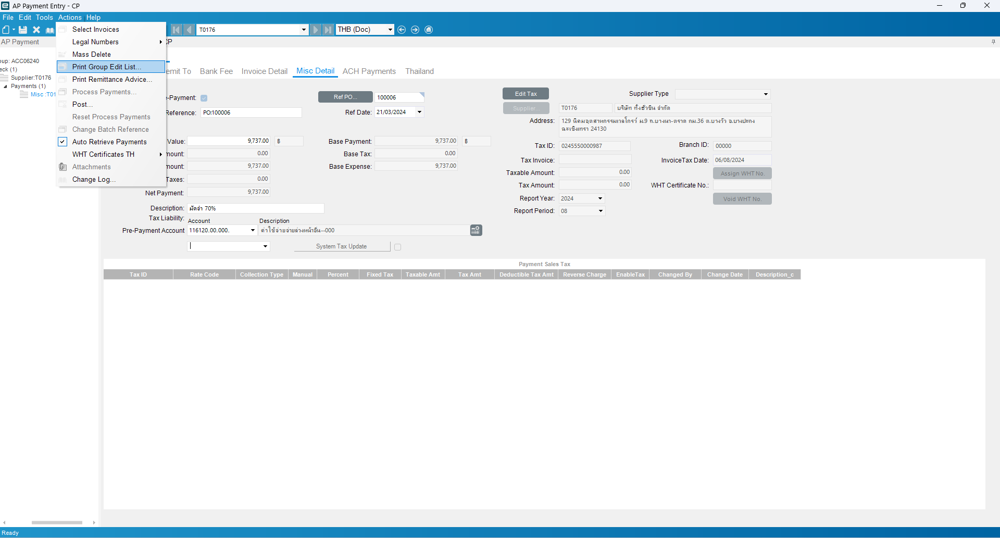 AP Payment Entry - CP
File Edit Tools Actions Help
T0176 THB (Doc)
AP Payment CP
Select Invoices
Legal Numbers
Mass Delete
Print Group Edit List...
Print Remittance Advice...
Process Payments...
Post...
Reset Process Payments
Change Batch Reference
Auto Retrieve Payments
WHT Certificates TH
Attachments
Change Log...
oup: ACC06240
eck (1)
Supplier:T0176
Payments (1)
Misc :T01
emit To Bank Fee Invoice Detail Misc Detail ACH Payments Thailand
e-Payment: Ref PO... 100006
Reference: PO:100006 Ref Date: 21/03/2024
Value: 9,737.00 ฿ Base Payment: 9,737.00 ฿
mount: 0.00 Base Tax: 0.00
mount: 9,737.00 Base Expense: 9,737.00
Taxes: 0.00
Net Payment: 9,737.00
Description: มัดจำ 70%
Tax Liability: Account Description
Pre-Payment Account 116120.00.000. ค่าใช้จ่ายจ่ายล่วงหน้าอื่น--000
System Tax Update
Edit Tax Supplier Type
Supplier... T0176 บริษัท ทั่งฮั่วซิน จำกัด
Address: 129 นิคมอุตสาหกรรมเวลโกรว์ ม.9 ถ.บางนา-ตราด กม.36 ต.บางวัว อ.บางปะกง
ฉะเชิงเทรา 24130
Tax ID: 0245550000987 Branch ID: 00000
Tax Invoice: InvoiceTax Date: 06/08/2024
Taxable Amount: 0.00 Assign WHT No.
Tax Amount: 0.00 WHT Certificate No.:
Report Year: 2024 Void WHT No.
Report Period: 08
Payment Sales Tax
Tax ID Rate Code Collection Type Manual Percent Fixed Tax Taxable Amt Tax Amt Deductible Tax Amt Reverse Charge EnableTax Changed By Change Date Description_c
Ready